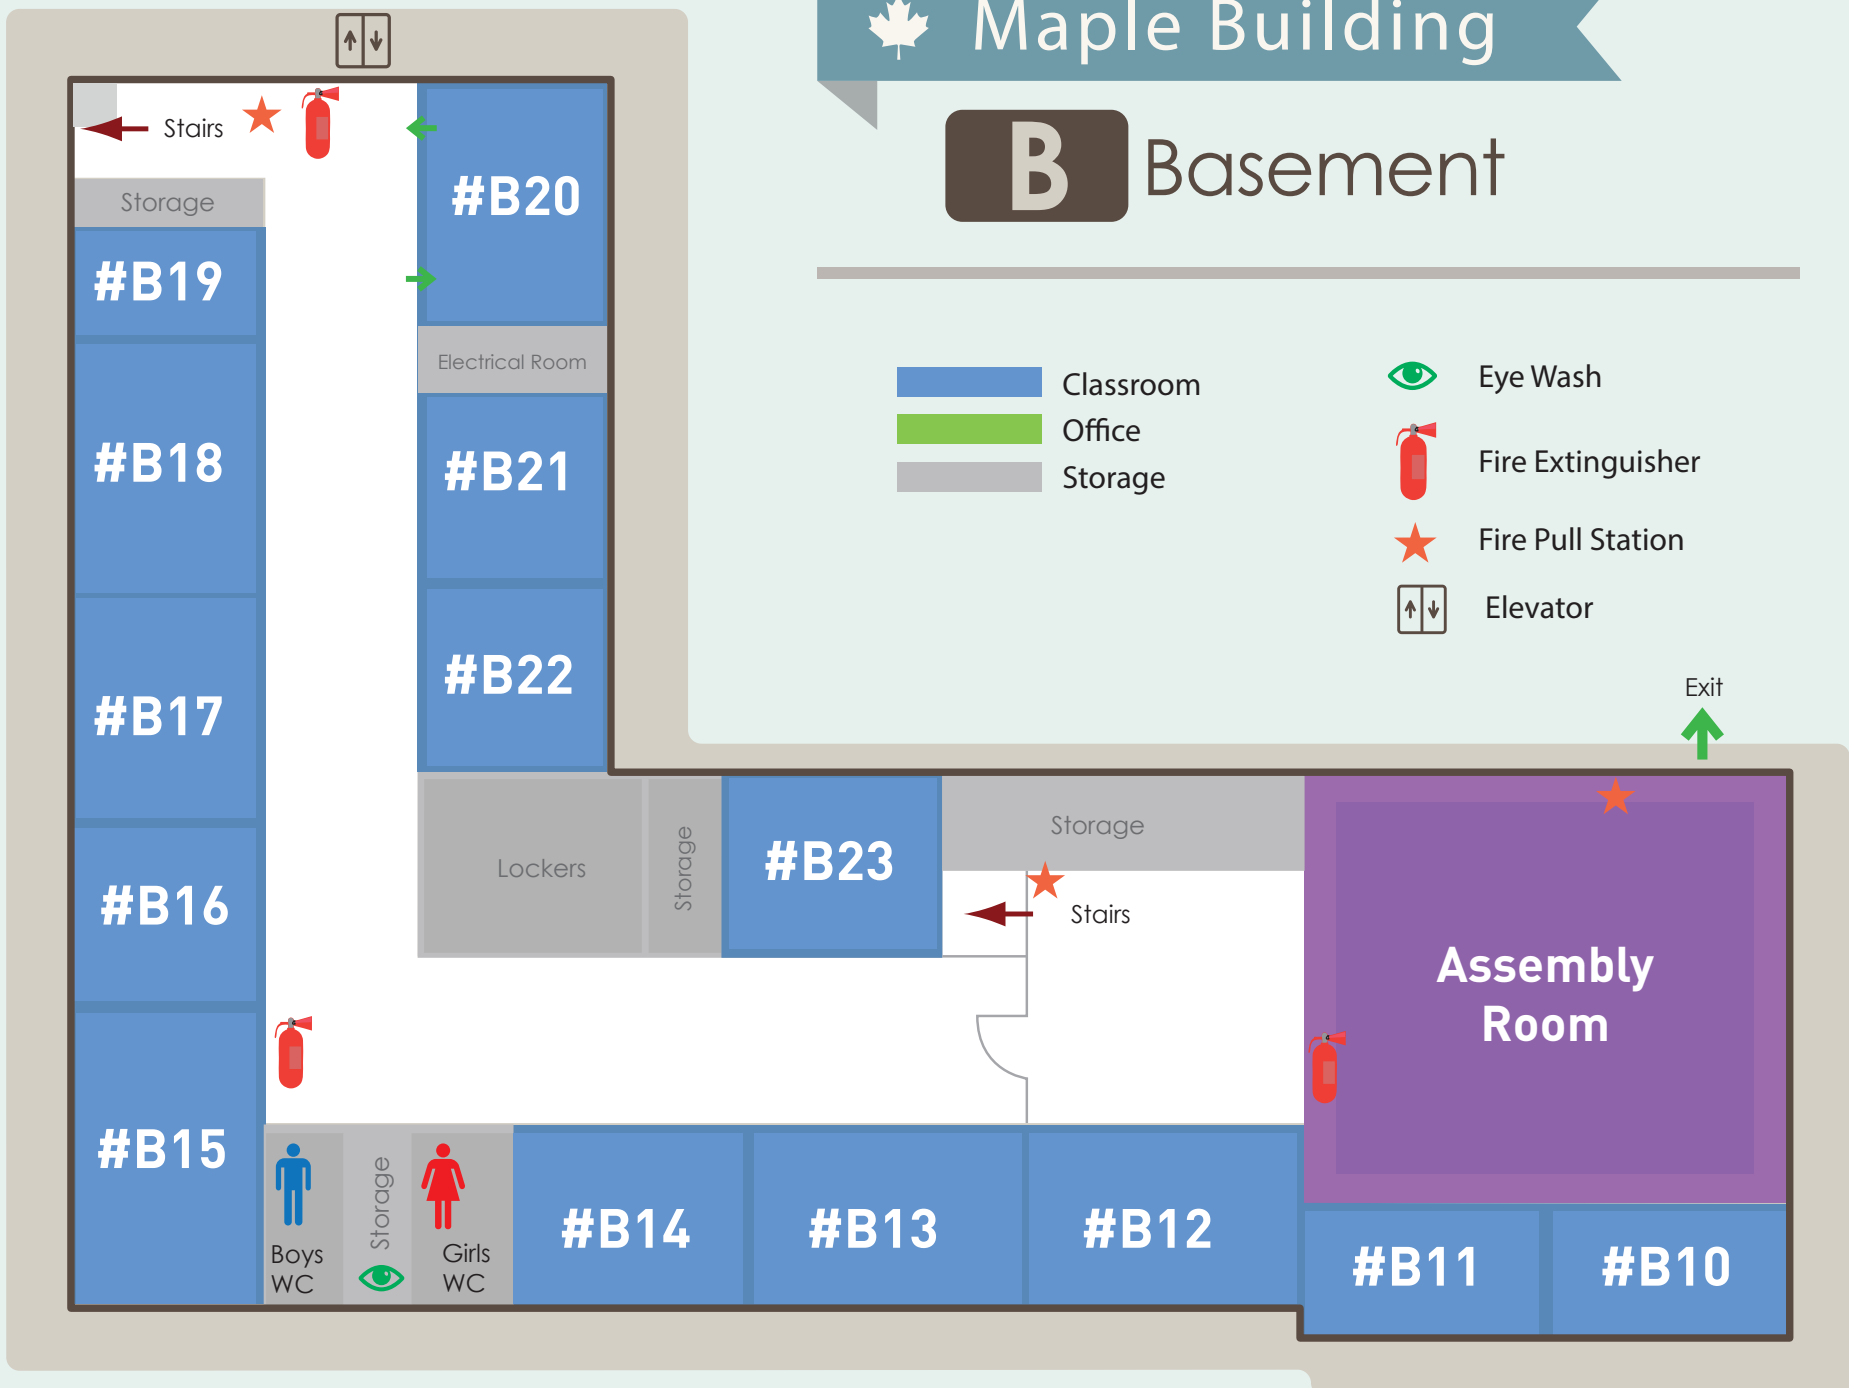 Maple Building
B Basement
Stairs
Storage
#B20
#B19
Electrical Room
#B18
#B21
#B22
#B17
#B16
#B15
Lockers
Storage
#B23
Storage
Stairs
Assembly
Room
Exit
Boys
WC
Storage
Girls
WC
#B14
#B13
#B12
#B11
#B10
Classroom
Office
Storage
Eye Wash
Fire Extinguisher
Fire Pull Station
Elevator